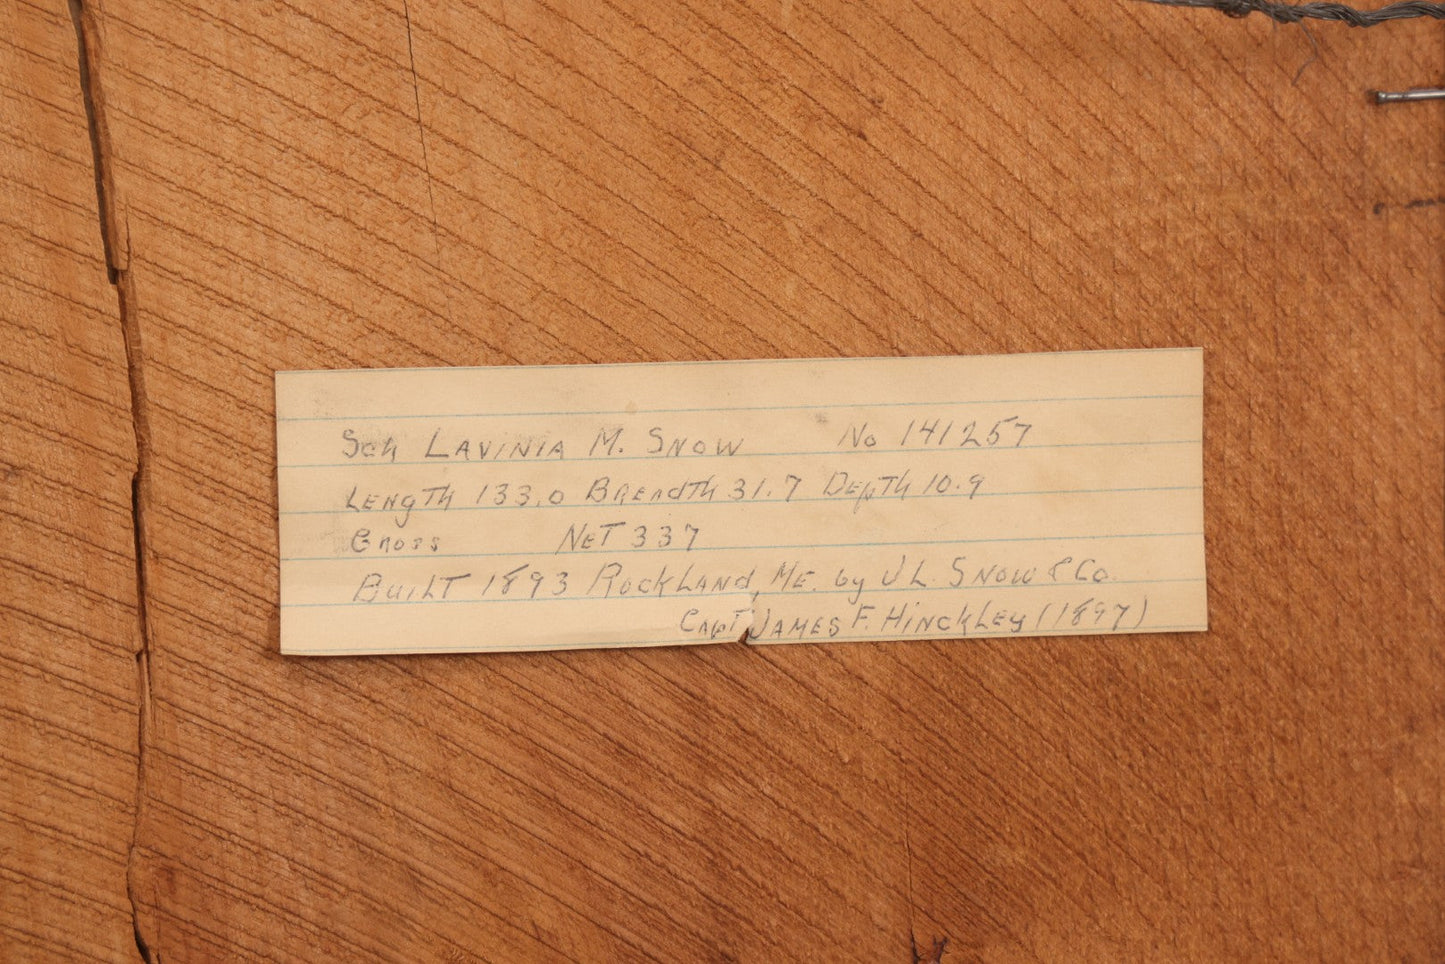 Sch LAVINIA M. SNOW No 141257
LENgTh 133.0 BREAdTh 31.7 DEpTh 10.9
GROSS NET 337
BuiLT 1893 ROCKLANd, ME. by J L. SNOW & Co.
CApT JAMES F. HiNCKLEy (1897)